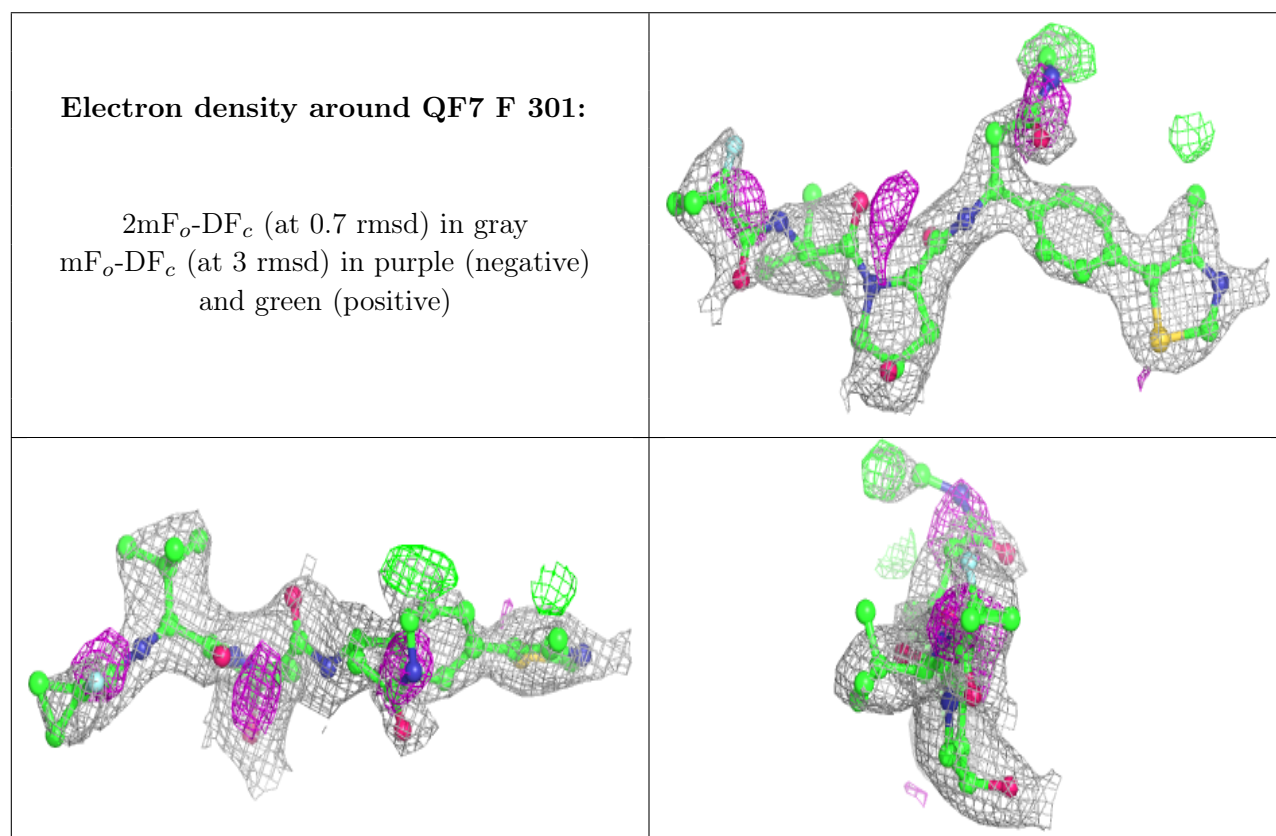 Electron density around QF7 F 301:
2mFo-DFc (at 0.7 rmsd) in gray
mFo-DFc (at 3 rmsd) in purple (negative)
and green (positive)